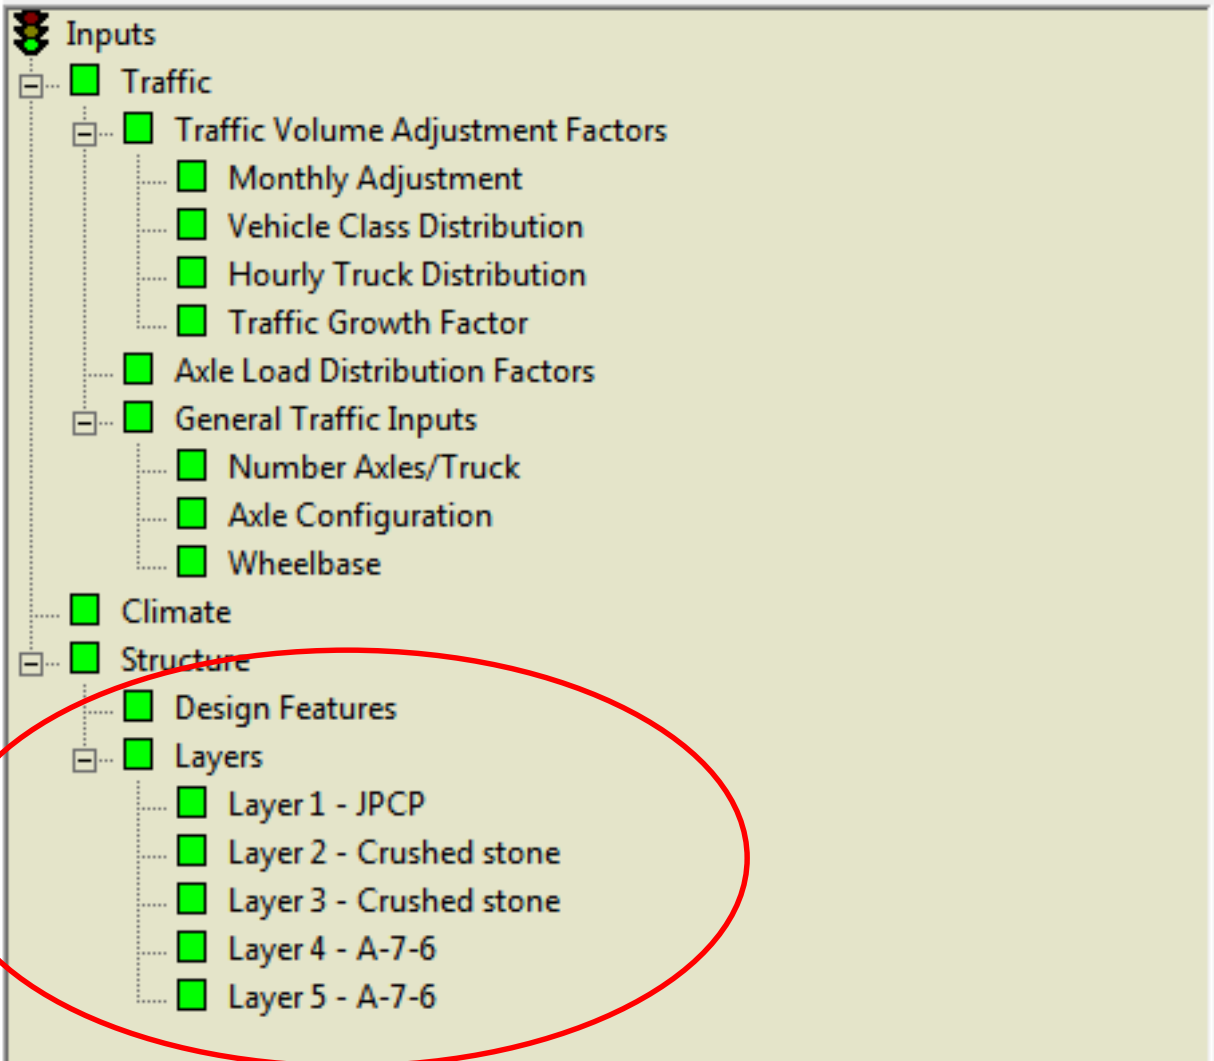 Inputs
Traffic
Traffic Volume Adjustment Factors
Monthly Adjustment
Vehicle Class Distribution
Hourly Truck Distribution
Traffic Growth Factor
Axle Load Distribution Factors
General Traffic Inputs
Number Axles/Truck
Axle Configuration
Wheelbase
Climate
Structure
Design Features
Layers
Layer 1 - JPCP
Layer 2 - Crushed stone
Layer 3 - Crushed stone
Layer 4 - A-7-6
Layer 5 - A-7-6